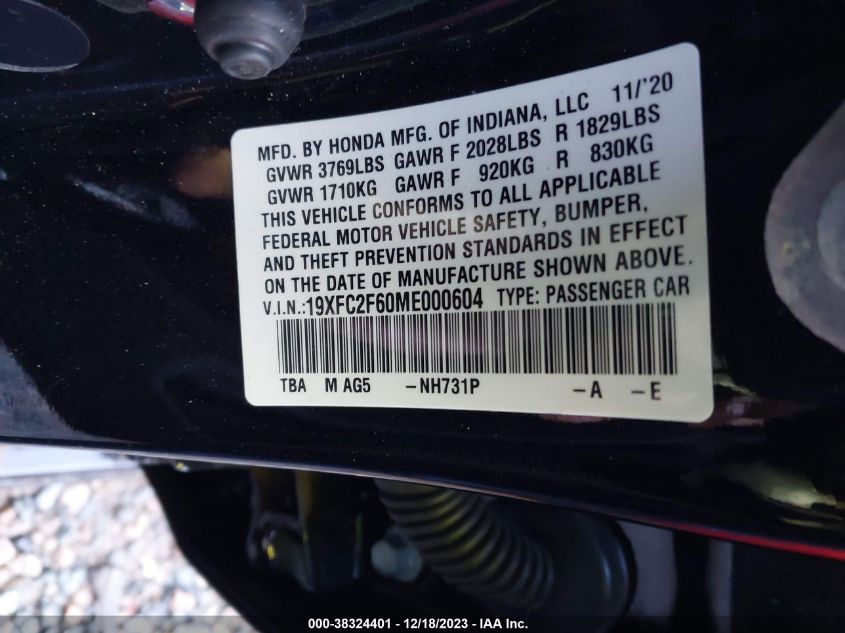 MFD. BY HONDA MFG. OF INDIANA, LLC 11/'20
GVWR 3769LBS GAWR F 2028LBS R 1829LBS
GVWR 1710KG GAWR F 920KG R 830KG
THIS VEHICLE CONFORMS TO ALL APPLICABLE
FEDERAL MOTOR VEHICLE SAFETY, BUMPER,
AND THEFT PREVENTION STANDARDS IN EFFECT
ON THE DATE OF MANUFACTURE SHOWN ABOVE.
V.I.N.:19XFC2F60ME000604 TYPE: PASSENGER CAR
TBA M AG5 –NH731P –A –E
000-38324401 - 12/18/2023 - IAA Inc.